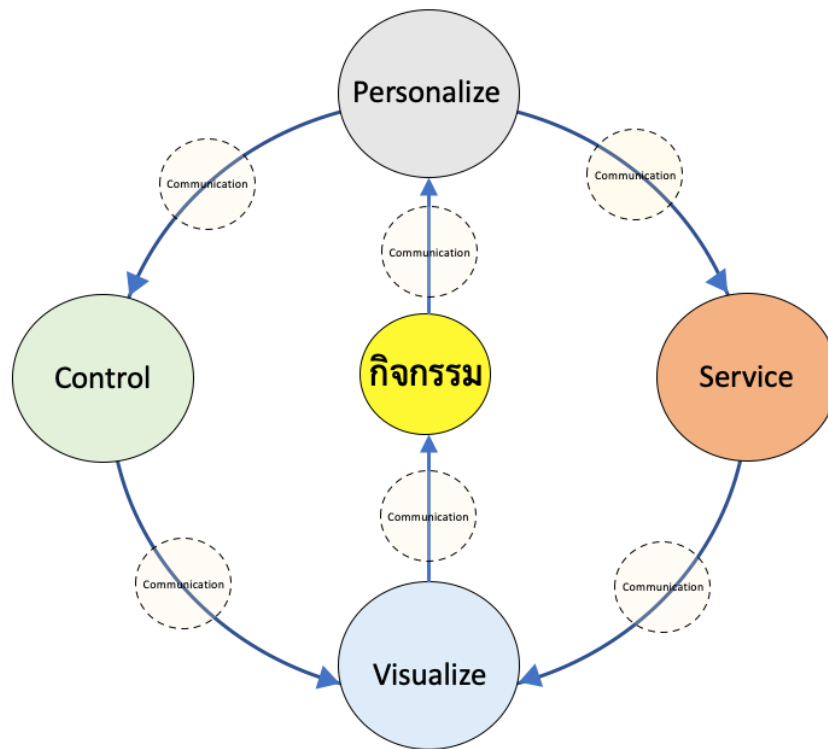 Personalize
Communication
Communication
Communication
Control
กิจกรรม
Service
Communication
Communication
Communication
Visualize